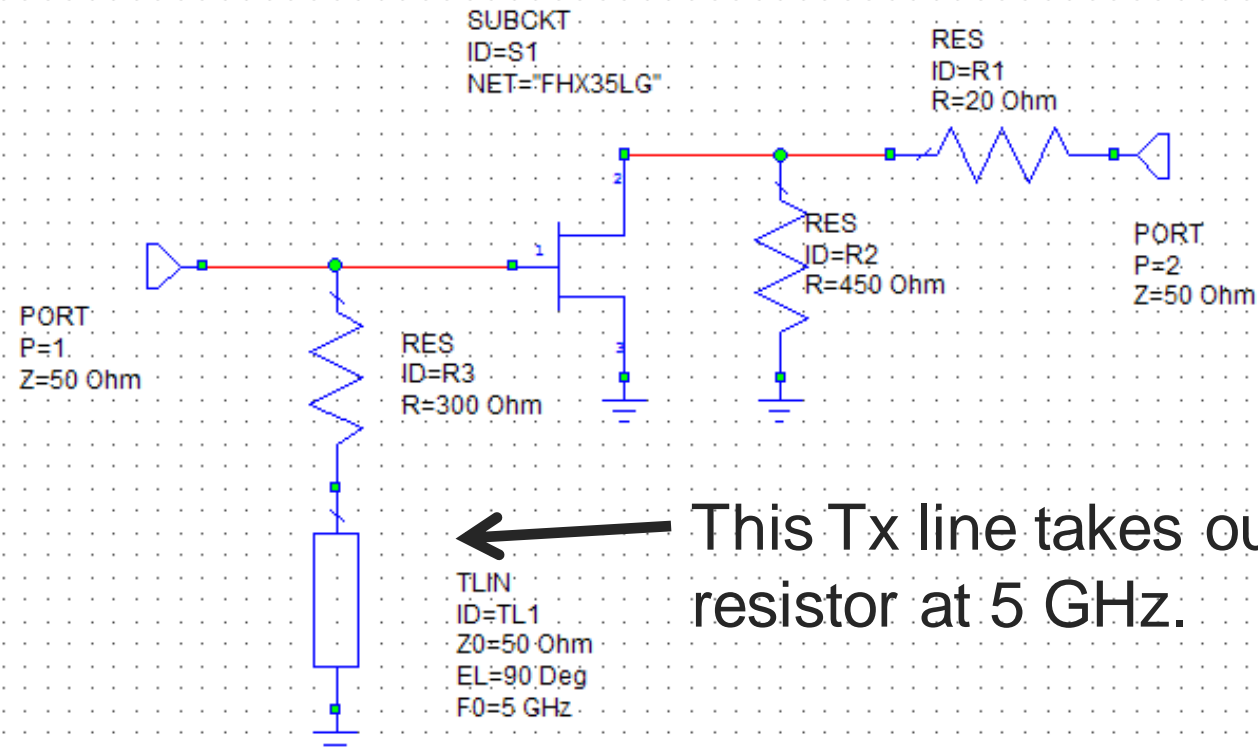 SUBCKT
ID=S1
NET="FHX35LG"
RES
ID=R1
R=20 Ohm
2
1
3
RES
ID=R2
R=450 Ohm
PORT
P=2
Z=50 Ohm
PORT
P=1
Z=50 Ohm
RES
ID=R3
R=300 Ohm
This Tx line takes
resistor at 5 GHz.
TLIN
ID=TL1
Z0=50 Ohm
EL=90 Deg
F0=5 GHz